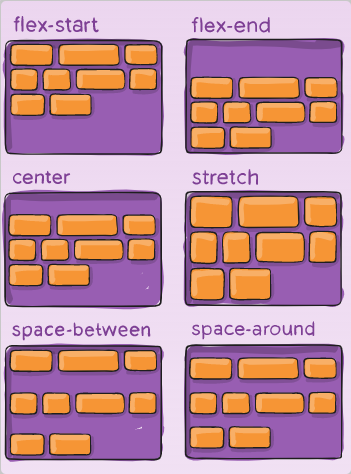 flex-start
flex-end
center
stretch
space-between
space-around